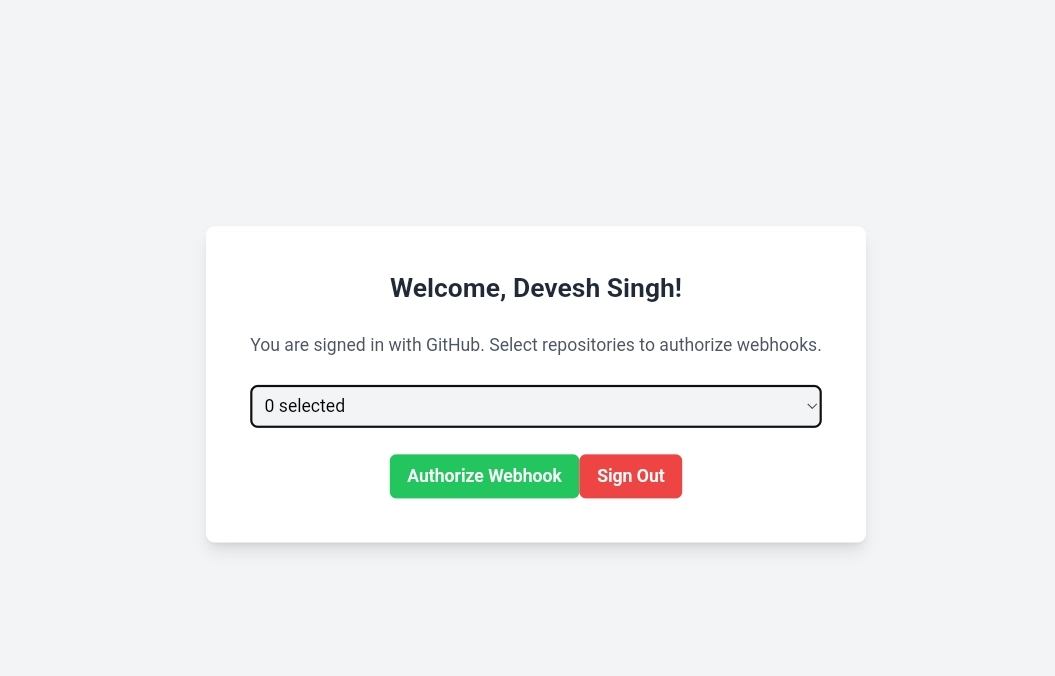 Welcome, Devesh Singh!
You are signed in with GitHub. Select repositories to authorize webhooks.
0 selected
Authorize Webhook Sign Out